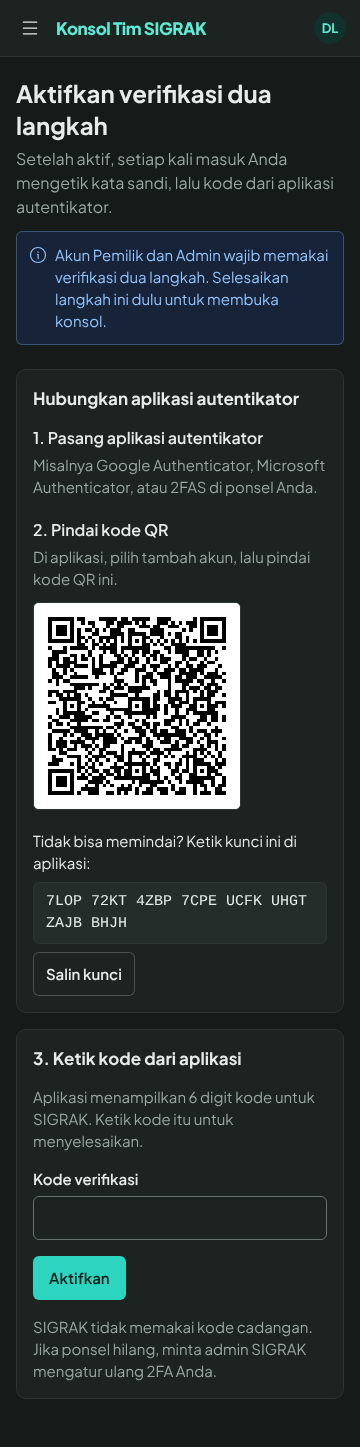 Konsol Tim SIGRAK
DL
Aktifkan verifikasi dua
langkah
Setelah aktif, setiap kali masuk Anda
mengetik kata sandi, lalu kode dari aplikasi
autentikator.
Akun Pemilik dan Admin wajib memakai
verifikasi dua langkah. Selesaikan
langkah ini dulu untuk membuka
konsol.
Hubungkan aplikasi autentikator
1. Pasang aplikasi autentikator
Misalnya Google Authenticator, Microsoft
Authenticator, atau 2FAS di ponsel Anda.
2. Pindai kode QR
Di aplikasi, pilih tambah akun, lalu pindai
kode QR ini.
Tidak bisa memindai? Ketik kunci ini di
aplikasi:
7LOP 72KT 4ZBP 7CPE UCFK UHGT
ZAJB BHJH
Salin kunci
3. Ketik kode dari aplikasi
Aplikasi menampilkan 6 digit kode untuk
SIGRAK. Ketik kode itu untuk
menyelesaikan.
Kode verifikasi
Aktifkan
SIGRAK tidak memakai kode cadangan.
Jika ponsel hilang, minta admin SIGRAK
mengatur ulang 2FA Anda.